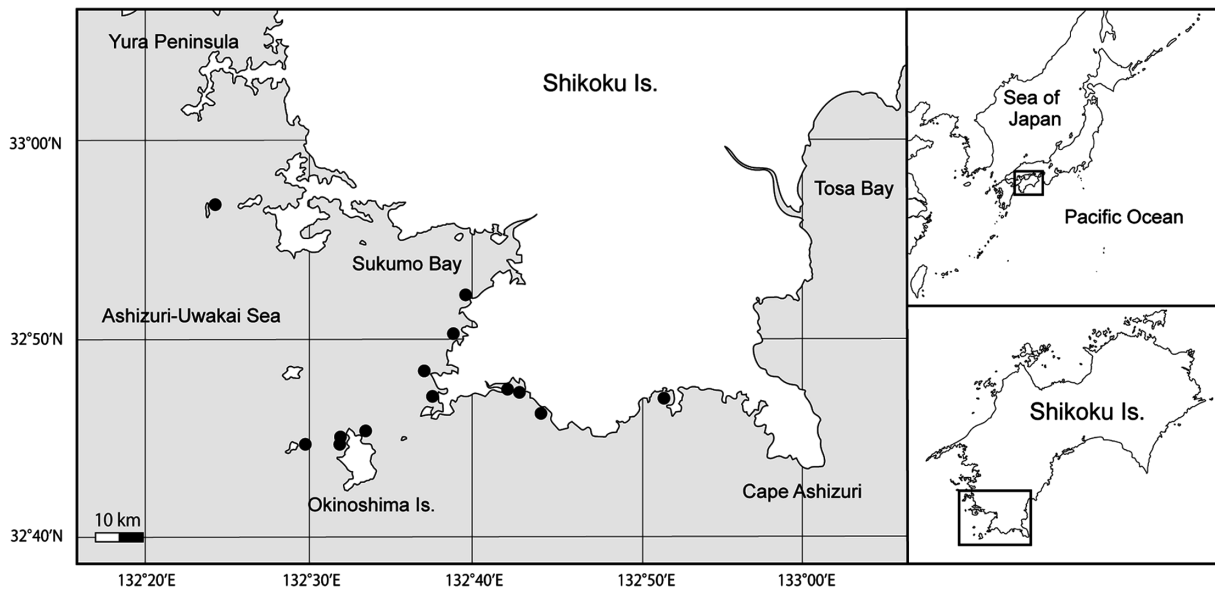 Yura Peninsula
Shikoku Is.
33°00′N
Tosa Bay
Sukumo Bay
Ashizuri-Uwakai Sea
32°50′N
Okinoshima Is.
Cape Ashizuri
10 km
32°40′N
132°20′E
132°30′E
132°40′E
132°50′E
133°00′E
Sea of
Japan
Pacific Ocean
Shikoku Is.